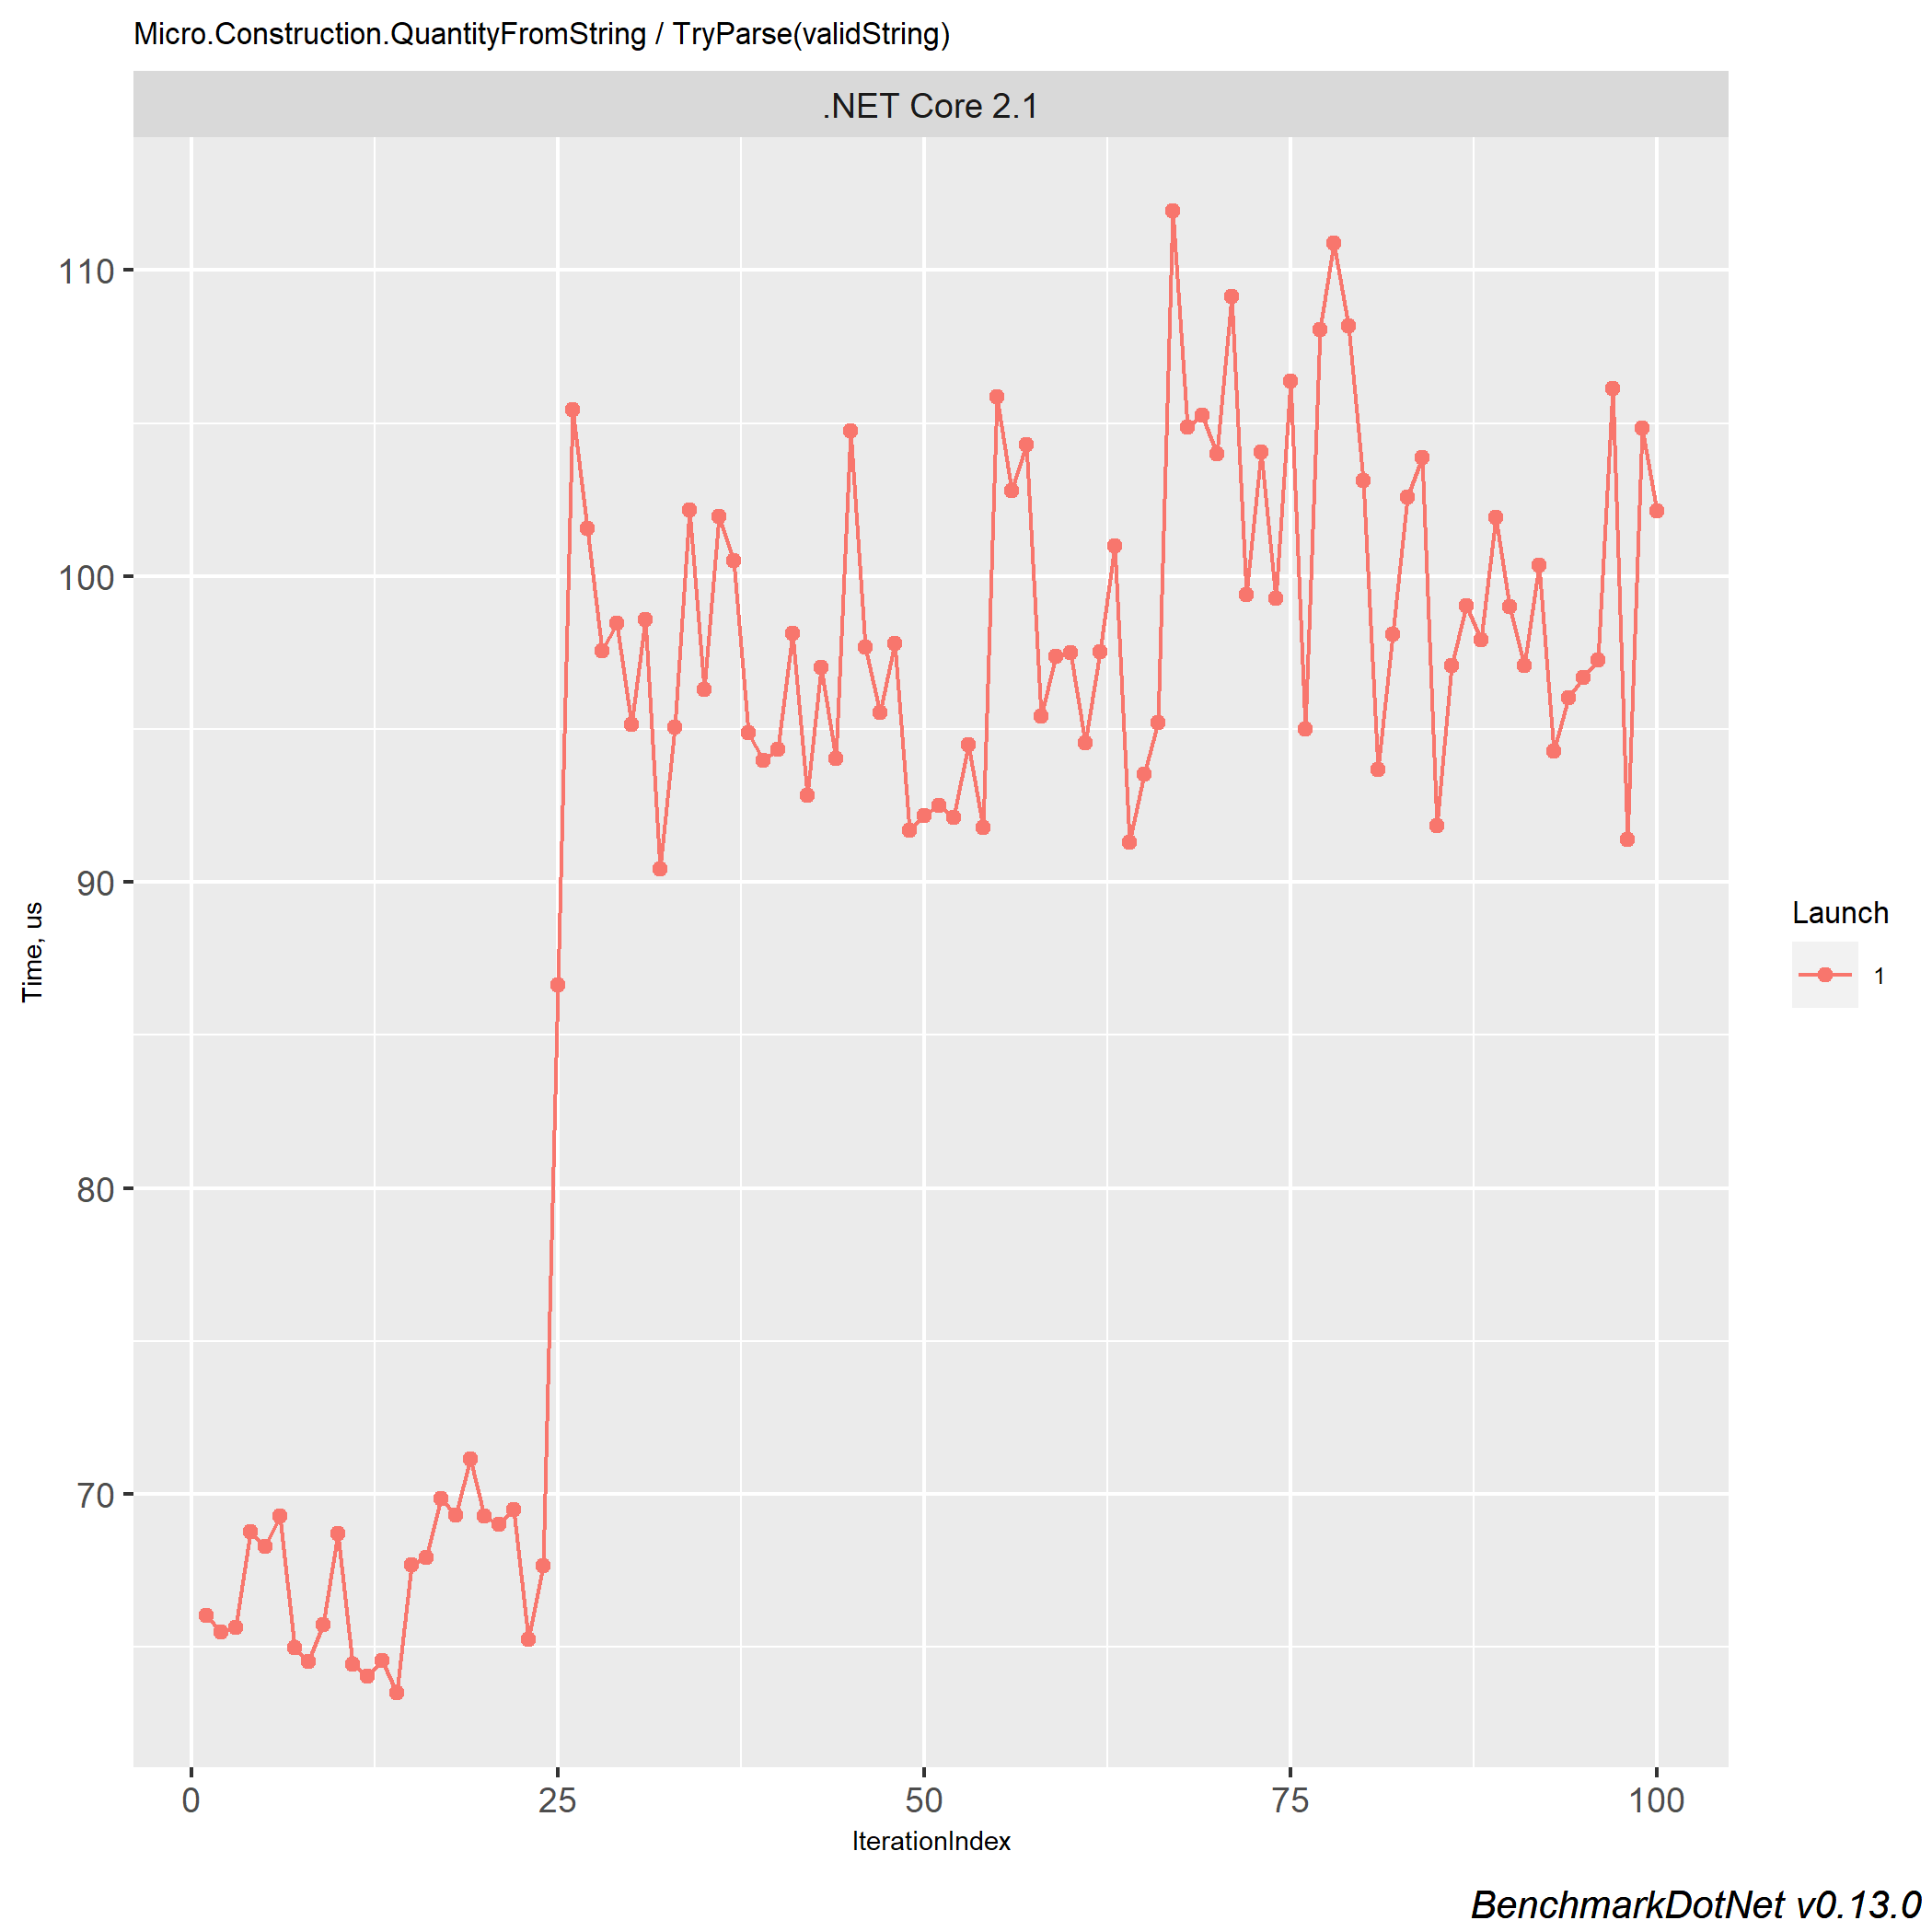 Micro.Construction.QuantityFromString / TryParse(validString)
.NET Core 2.1
110
100
90
80
70
Time, us
0 25 50 75 100
IterationIndex
Launch
1
BenchmarkDotNet v0.13.0